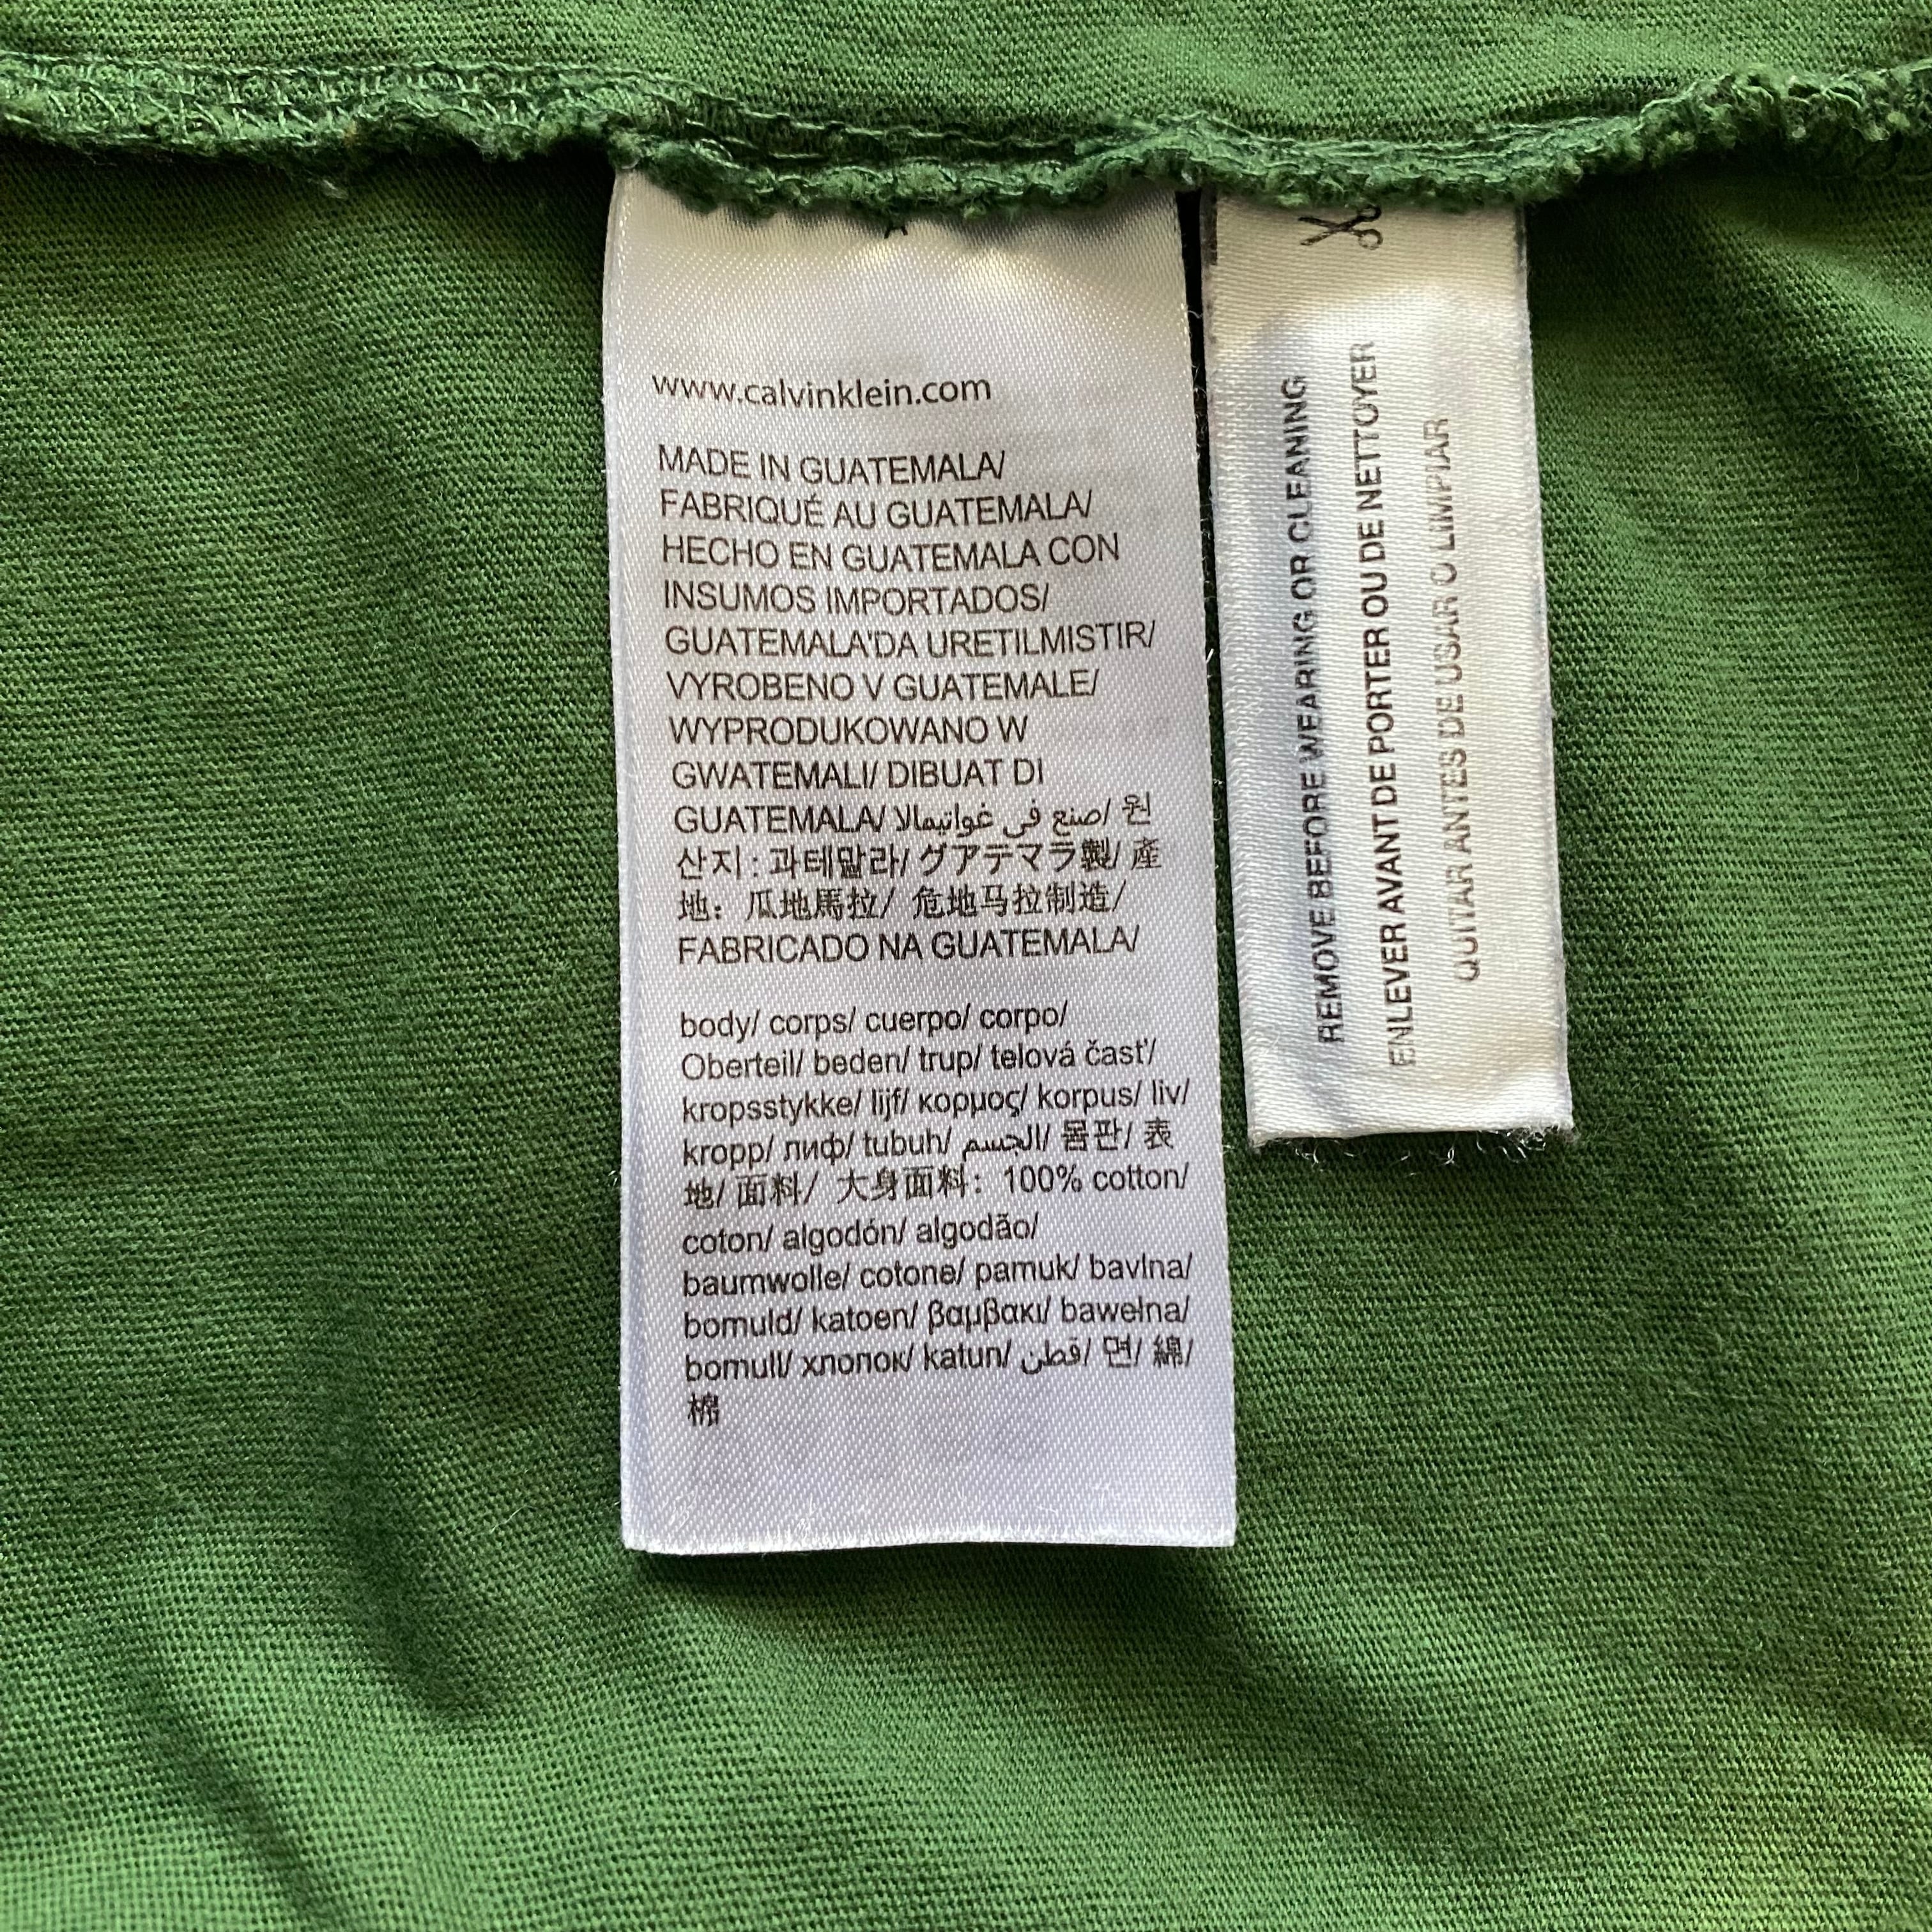 www.calvinklein.com
MADE IN GUATEMALA/
FABRIQUÉ AU GUATEMALA/
HECHO EN GUATEMALA CON
INSUMOS IMPORTADOS/
GUATEMALA'DA URETILMISTIR/
VYROBENO V GUATEMALE/
WYPRODUKOWANO W
GWATEMALI/ DIBUAT DI
GUATEMALA/ صنع في غواتيمالا/ 원
산지 : 과테말라/ グアテマラ製/ 產
地：瓜地馬拉/ 危地马拉制造/
FABRICADO NA GUATEMALA/
body/ corps/ cuerpo/ corpo/
Oberteil/ beden/ trup/ telová časť/
kropsstykke/ lijf/ κορμος/ korpus/ liv/
kropp/ лиф/ tubuh/ الجسم/ 몸판/ 表
地/ 面料/ 大身面料：100% cotton/
coton/ algodón/ algodão/
baumwolle/ cotone/ pamuk/ bavlna/
bomuld/ katoen/ βαμβακι/ bawełna/
bomull/ хлопок/ katun/ قطن/ 면/ 綿/
棉
REMOVE BEFORE WEARING OR CLEANING
ENLEVER AVANT DE PORTER OU DE NETTOYER
QUITAR ANTES DE USAR O LIMPIAR